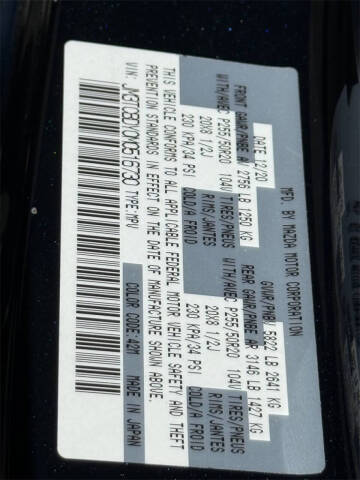 MFD. BY MAZDA MOTOR CORPORATION
DATE 12/20 GVWR/PNBV 5822 LB 2641 KG
FRONT GAWR/PNBE AV 2756 LB 1250 KG REAR GAWR/PNBE AR 3146 LB 1427 KG
WITH/AVEC P255/50R20 104V TIRES/PNEUS WITH/AVEC P255/50R20 104V TIRES/PNEUS
20X8 1/2J RIMS/JANTES 20X8 1/2J RIMS/JANTES
230 KPA/34 PSI COLD/A FROID 230 KPA/34 PSI COLD/A FROID
THIS VEHICLE CONFORMS TO ALL APPLICABLE FEDERAL MOTOR VEHICLE SAFETY AND THEFT
PREVENTION STANDARDS IN EFFECT ON THE DATE OF MANUFACTURE SHOWN ABOVE.
VIN: TYPE:MPV COLOR CODE:42M MADE IN JAPAN